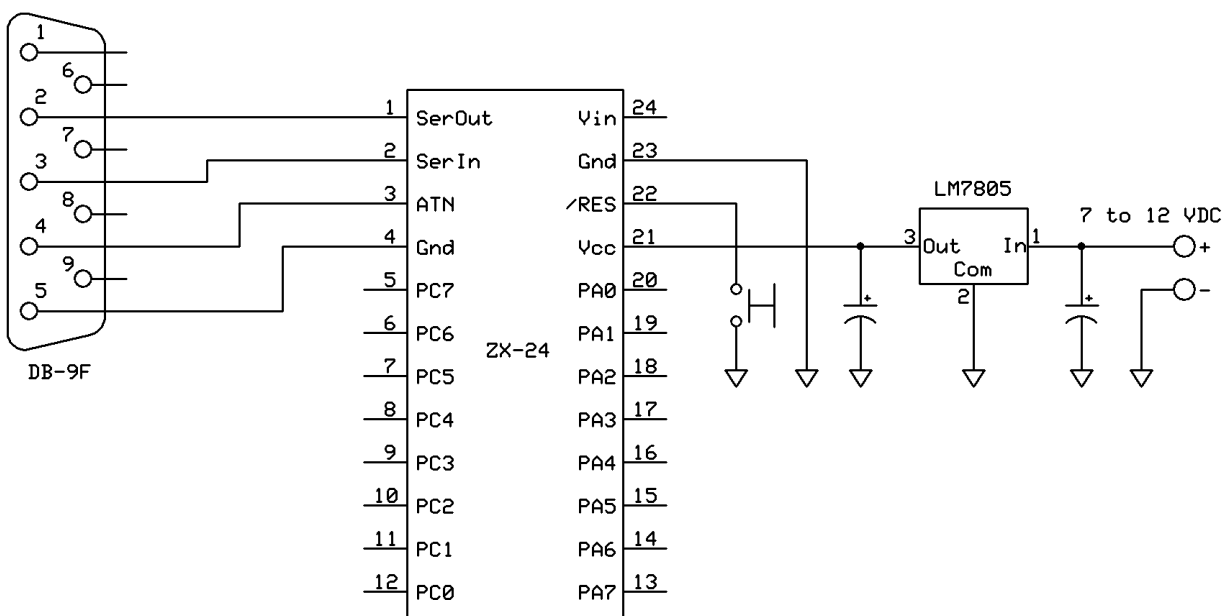 1
6
2
7
3
8
4
9
5
DB-9F
1 SerOut
2 SerIn
3 ATN
4 Gnd
5 PC7
6 PC6
7 PC5
8 PC4
9 PC3
10 PC2
11 PC1
12 PC0
ZX-24
Vin 24
Gnd 23
/RES 22
Vcc 21
PA0 20
PA1 19
PA2 18
PA3 17
PA4 16
PA5 15
PA6 14
PA7 13
+
LM7805
3 Out In 1
Com
2
7 to 12 VDC
+
+
-